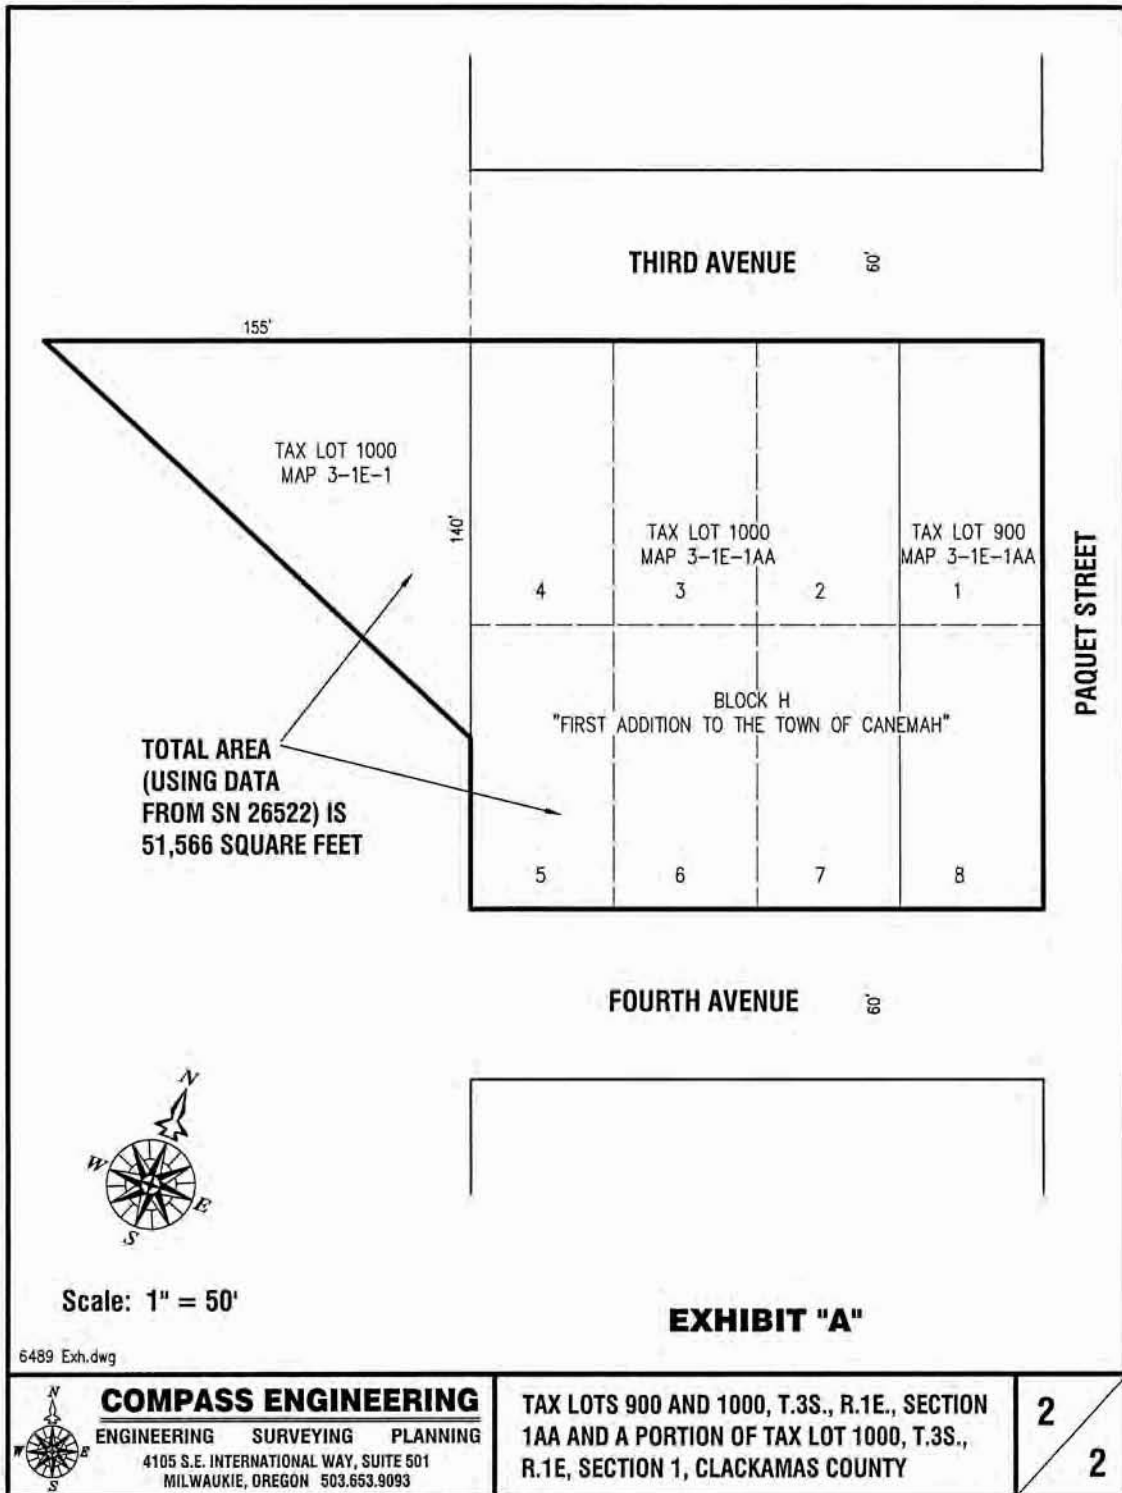 THIRD AVENUE
60'
155'
TAX LOT 1000
MAP 3-1E-1
140'
TAX LOT 1000
MAP 3-1E-1AA
TAX LOT 900
MAP 3-1E-1AA
4
3
2
1
PAQUET STREET
BLOCK H
"FIRST ADDITION TO THE TOWN OF CANEMAH"
TOTAL AREA
(USING DATA
FROM SN 26522) IS
51,566 SQUARE FEET
5
6
7
8
FOURTH AVENUE
60'
N
W
E
S
Scale: 1" = 50'
EXHIBIT "A"
6489 Exh.dwg
N
W
E
S
COMPASS ENGINEERING
ENGINEERING SURVEYING PLANNING
4105 S.E. INTERNATIONAL WAY, SUITE 501
MILWAUKIE, OREGON 503.653.9093
TAX LOTS 900 AND 1000, T.3S., R.1E., SECTION
1AA AND A PORTION OF TAX LOT 1000, T.3S.,
R.1E, SECTION 1, CLACKAMAS COUNTY
2
2